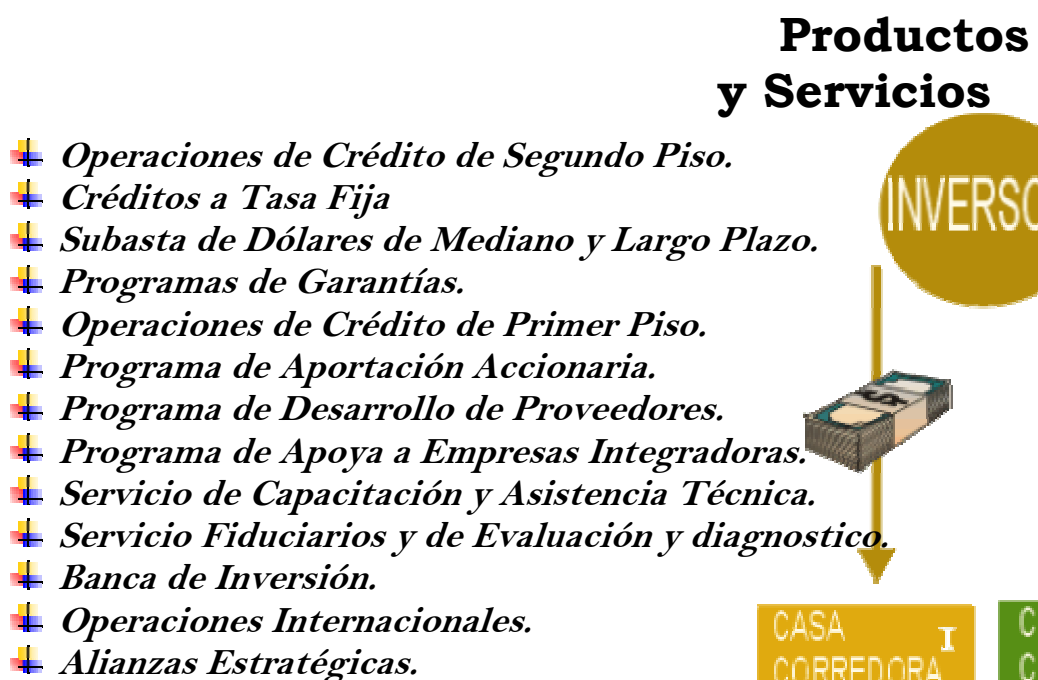 Productos
y Servicios
Operaciones de Crédito de Segundo Piso.
Créditos a Tasa Fija
Subasta de Dólares de Mediano y Largo Plazo.
Programas de Garantías.
Operaciones de Crédito de Primer Piso.
Programa de Aportación Accionaria.
Programa de Desarrollo de Proveedores.
Programa de Apoya a Empresas Integradoras.
Servicio de Capacitación y Asistencia Técnica.
Servicio Fiduciarios y de Evaluación y diagnostico.
Banca de Inversión.
Operaciones Internacionales.
Alianzas Estratégicas.
CASA
CORREDORA
I